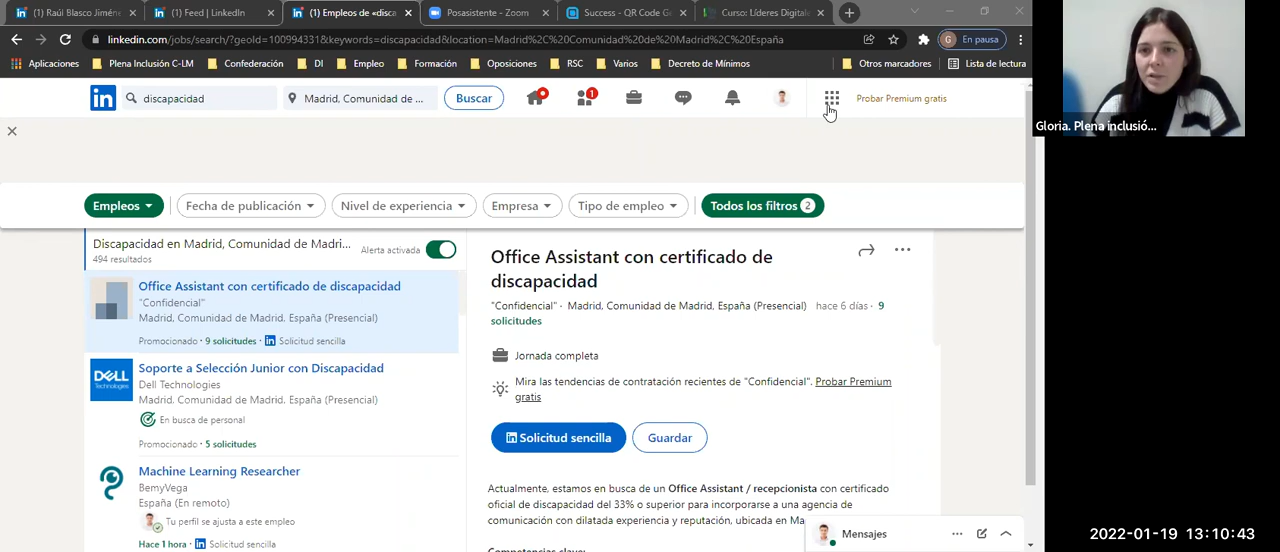 (1) Raúl Blasco Jiméne
(1) Feed | LinkedIn
(1) Empleos de «disca
Posasistente - Zoom
Success - QR Code Ge
Curso: Líderes Digitale
linkedin.com/jobs/search/?geoId=100994331&keywords=discapacidad&location=Madrid%2C%20Comunidad%20de%20Madrid%2C%20España
G En pausa
Aplicaciones
Plena Inclusión C-LM
Confederación
DI
Empleo
Formación
Oposiciones
RSC
Varios
Decreto de Mínimos
Otros marcadores
Lista de lectura
in
discapacidad
Madrid, Comunidad de ...
Buscar
1
Probar Premium gratis
Gloria. Plena inclusió...
Empleos
Fecha de publicación
Nivel de experiencia
Empresa
Tipo de empleo
Todos los filtros 2
Discapacidad en Madrid, Comunidad de Madri...
494 resultados
Alerta activada
Office Assistant con certificado de discapacidad
"Confidencial"
Madrid, Comunidad de Madrid, España (Presencial)
Promocionado · 9 solicitudes · in Solicitud sencilla
DELL
Technologies
Soporte a Selección Junior con Discapacidad
Dell Technologies
Madrid, Comunidad de Madrid, España (Presencial)
En busca de personal
Promocionado · 5 solicitudes
Machine Learning Researcher
BemyVega
España (En remoto)
Tu perfil se ajusta a este empleo
Hace 1 hora · in Solicitud sencilla
Office Assistant con certificado de
discapacidad
"Confidencial" · Madrid, Comunidad de Madrid, España (Presencial) hace 6 días · 9
solicitudes
Jornada completa
Mira las tendencias de contratación recientes de "Confidencial". Probar Premium
gratis
in Solicitud sencilla
Guardar
Actualmente, estamos en busca de un Office Assistant / recepcionista con certificado
oficial de discapacidad del 33% o superior para incorporarse a una agencia de
comunicación con dilatada experiencia y reputación, ubicada en Ma
Competencias clave:
Mensajes
2022-01-19 13:10:43